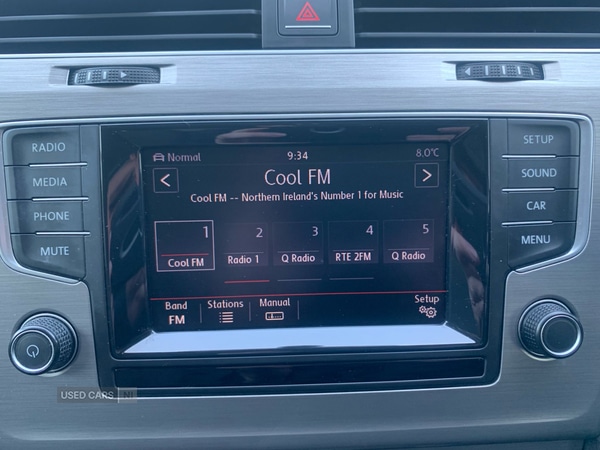 RADIO
MEDIA
PHONE
MUTE
SETUP
SOUND
CAR
MENU
Normal 9:34 8.0°C
< Cool FM >
Cool FM -- Northern Ireland's Number 1 for Music
1 2 3 4 5
Cool FM Radio 1 Q Radio RTE 2FM Q Radio
Band Stations Manual Setup
FM
USED CARS NI